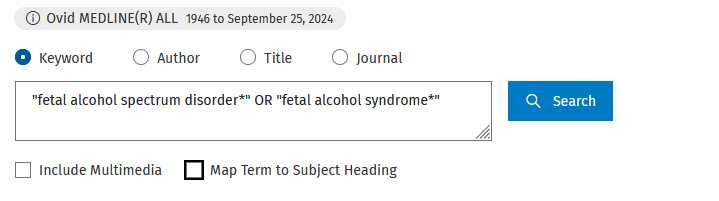 Ovid MEDLINE(R) ALL 1946 to September 25, 2024
Keyword Author Title Journal
"fetal alcohol spectrum disorder*" OR "fetal alcohol syndrome*"
Search
Include Multimedia Map Term to Subject Heading